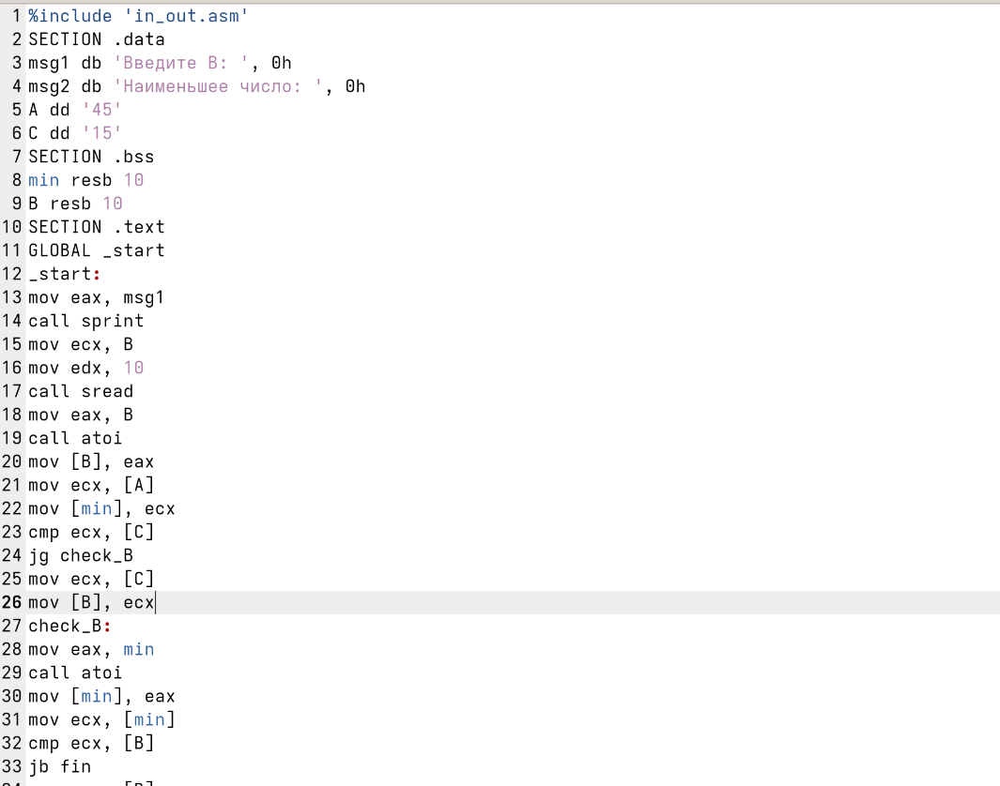 1 %include 'in_out.asm'
2 SECTION .data
3 msg1 db 'Введите B: ', 0h
4 msg2 db 'Наименьшее число: ', 0h
5 A dd '45'
6 C dd '15'
7 SECTION .bss
8 min resb 10
9 B resb 10
10 SECTION .text
11 GLOBAL _start
12 _start:
13 mov eax, msg1
14 call sprint
15 mov ecx, B
16 mov edx, 10
17 call sread
18 mov eax, B
19 call atoi
20 mov [B], eax
21 mov ecx, [A]
22 mov [min], ecx
23 cmp ecx, [C]
24 jg check_B
25 mov ecx, [C]
26 mov [B], ecx
27 check_B:
28 mov eax, min
29 call atoi
30 mov [min], eax
31 mov ecx, [min]
32 cmp ecx, [B]
33 jb fin